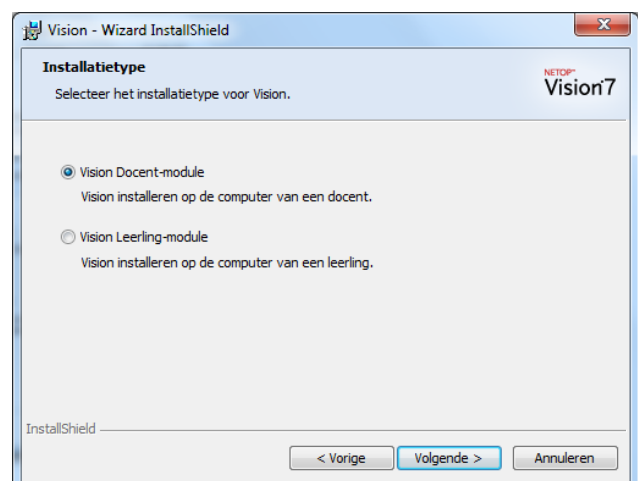 Vision - Wizard InstallShield
Installatietype
Selecteer het installatietype voor Vision.
NETOP™
Vision7
Vision Docent-module
Vision installeren op de computer van een docent.
Vision Leerling-module
Vision installeren op de computer van een leerling.
InstallShield
< Vorige
Volgende >
Annuleren